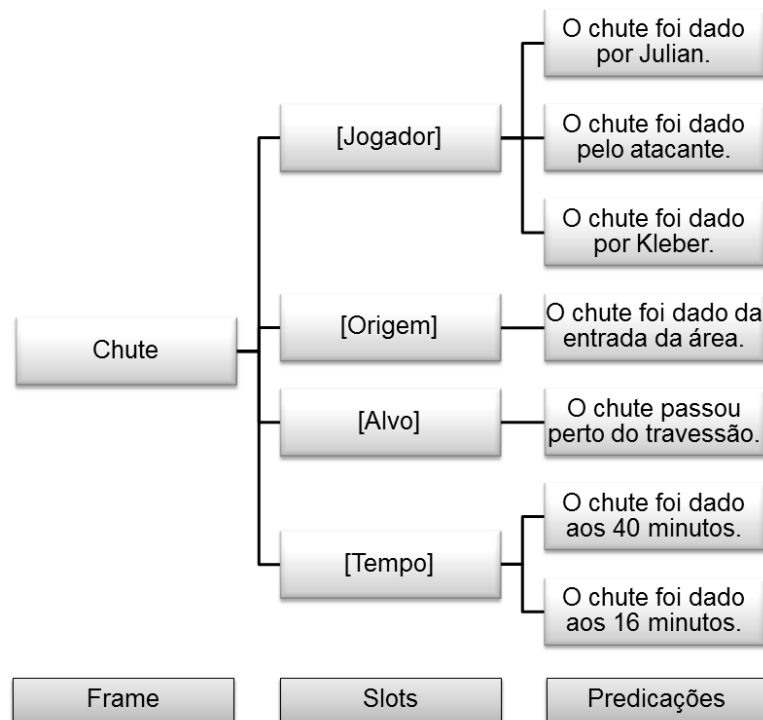 O chute foi dado
por Julian.
[Jogador]
O chute foi dado
pelo atacante.
O chute foi dado
por Kleber.
Chute
[Origem]
O chute foi dado da
entrada da área.
[Alvo]
O chute passou
perto do travessão.
[Tempo]
O chute foi dado
aos 40 minutos.
O chute foi dado
aos 16 minutos.
Frame
Slots
Predicações